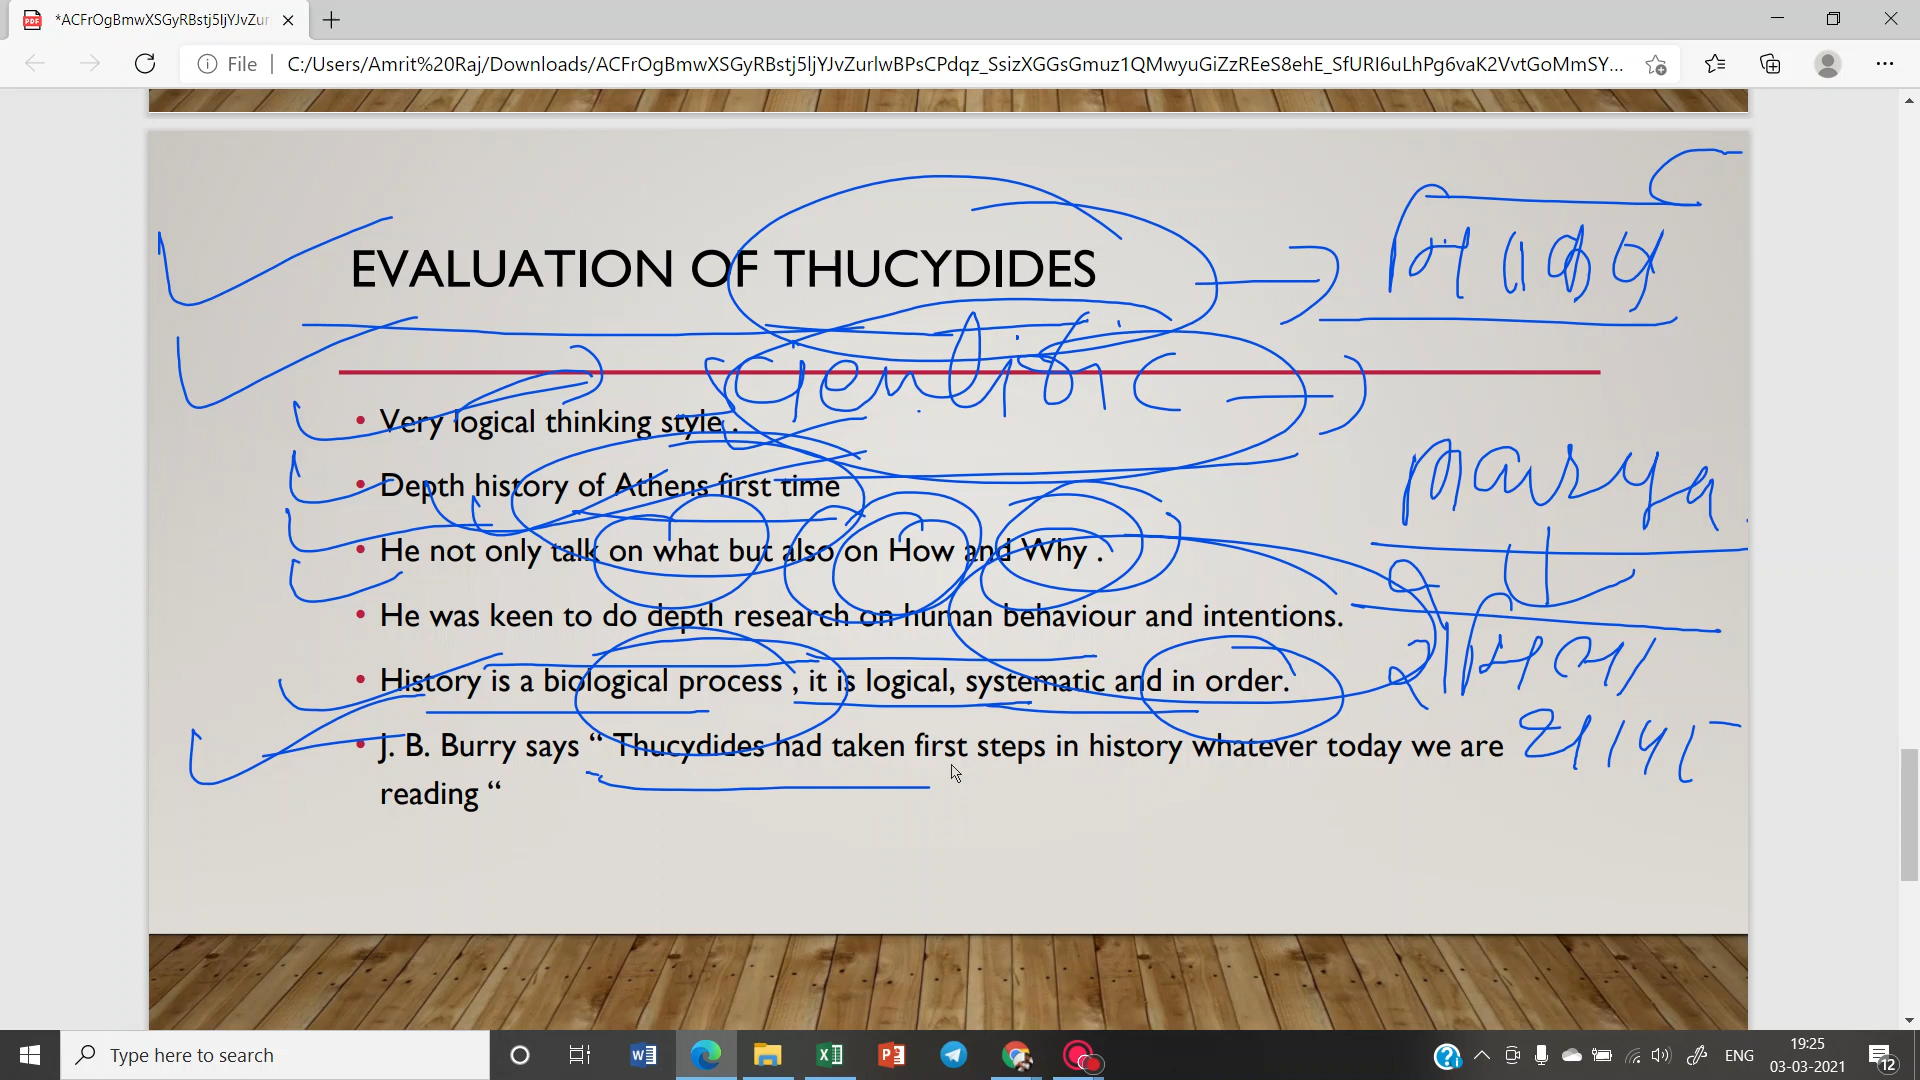 *ACFrOgBmwXSGyRBstj5IjYJvZur
File
C:/Users/Amrit%20Raj/Downloads/ACFrOgBmwXSGyRBstj5IjYJvZurlwBPsCPdqz_SsizXGGsGmuz1QMwyuGiZzREeS8ehE_SfURI6uLhPg6vaK2VvtGoMmSY...
EVALUATION OF THUCYDIDES
• Very logical thinking style .
• Depth history of Athens first time
• He not only talk on what but also on How and Why .
• He was keen to do depth research on human behaviour and intentions.
• History is a biological process , it is logical, systematic and in order.
• J. B. Burry says “ Thucydides had taken first steps in history whatever today we are
reading “
Maurya
Type here to search
ENG
19:25
03-03-2021
12